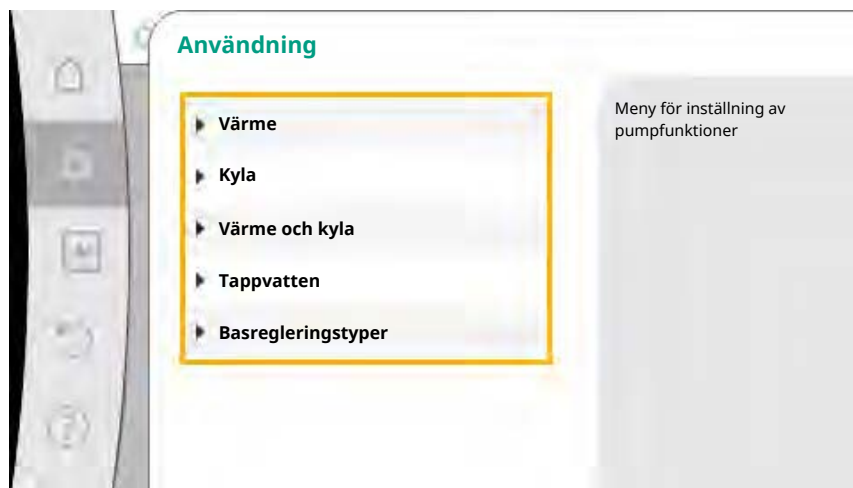 Användning
Värme
Kyla
Värme och kyla
Tappvatten
Basregleringstyper
Meny för inställning av
pumpfunktioner